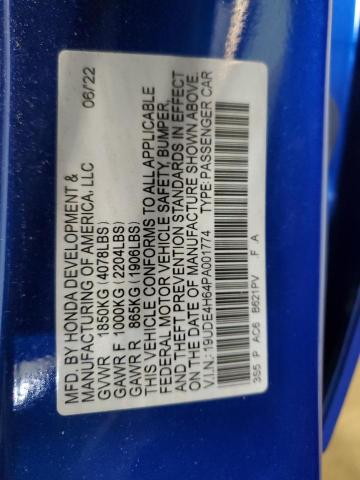 MFD. BY HONDA DEVELOPMENT & 06/22
MANUFACTURING OF AMERICA, LLC
GVWR 1850KG (4078LBS)
GAWR F 1000KG (2204LBS)
GAWR R 865KG (1906LBS)
THIS VEHICLE CONFORMS TO ALL APPLICABLE
FEDERAL MOTOR VEHICLE SAFETY BUMPER,
AND THEFT PREVENTION STANDARDS IN EFFECT
ON THE DATE OF MANUFACTURE SHOWN ABOVE.
V.I.N.: 19UDE4H64PA001774 TYPE:PASSENGER CAR
3S5 P AC6 B621PV .F .A